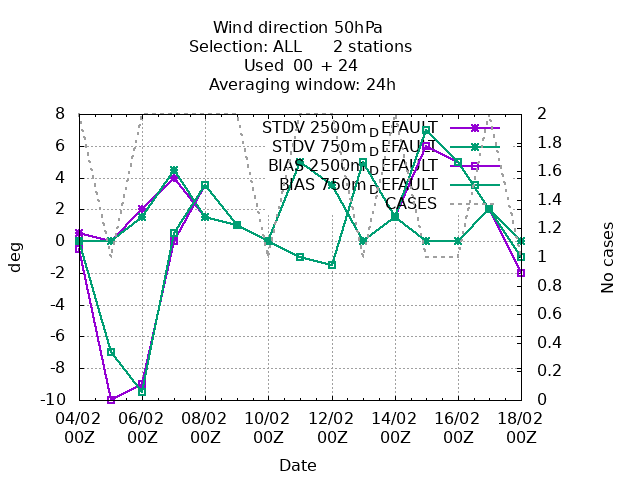 Wind direction 50hPa
Selection: ALL      2 stations
Used  00  + 24
Averaging window: 24h
8
6
4
2
0
-2
-4
-6
-8
-10
deg
2
1.8
1.6
1.4
1.2
1
0.8
0.6
0.4
0.2
0
No cases
STDV 2500m_DEFAULT
STDV 750m_DEFAULT
BIAS 2500m_DEFAULT
BIAS 750m_DEFAULT
CASES
04/02 06/02 08/02 10/02 12/02 14/02 16/02 18/02
00Z 00Z 00Z 00Z 00Z 00Z 00Z 00Z
Date